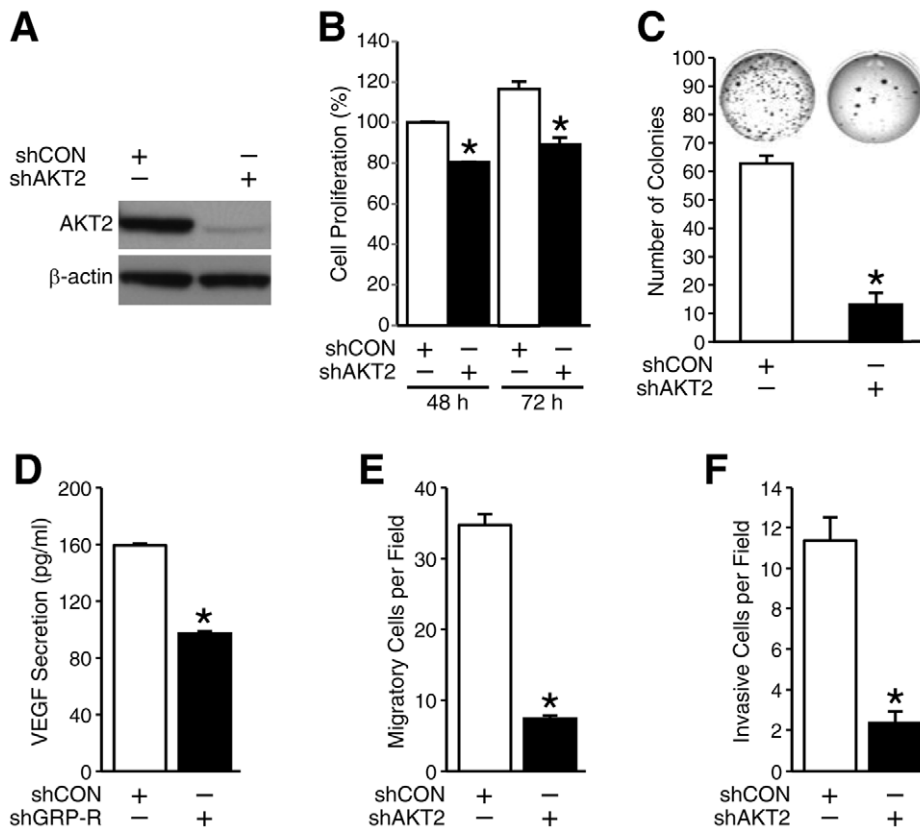 A
shCON + −
shAKT2 − +
AKT2
β-actin
B
Cell Proliferation (%)
140
120
100
80
60
40
20
0
* *
shCON + − + −
shAKT2 − + − +
48 h 72 h
C
Number of Colonies
100
90
80
70
60
50
40
30
20
10
0
*
shCON + −
shAKT2 − +
D
VEGF Secretion (pg/ml)
200
160
120
80
40
0
*
shCON + −
shGRP-R − +
E
Migratory Cells per Field
40
30
20
10
0
*
shCON + −
shAKT2 − +
F
Invasive Cells per Field
14
12
10
8
6
4
2
0
*
shCON + −
shAKT2 − +